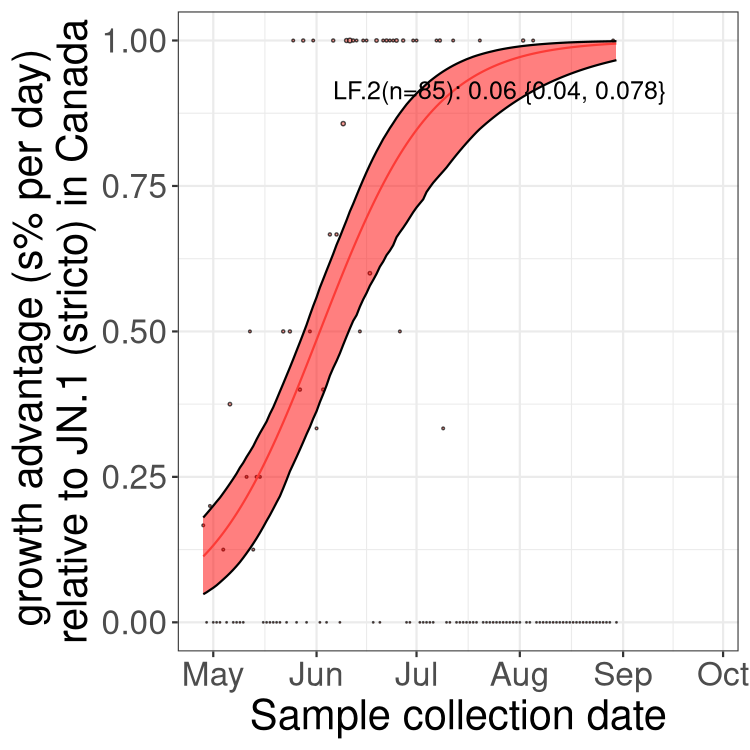 growth advantage (s% per day)
relative to JN.1 (stricto) in Canada
1.00
0.75
0.50
0.25
0.00
LF.2(n=85): 0.06 {0.04, 0.078}
May Jun Jul Aug Sep Oct
Sample collection date